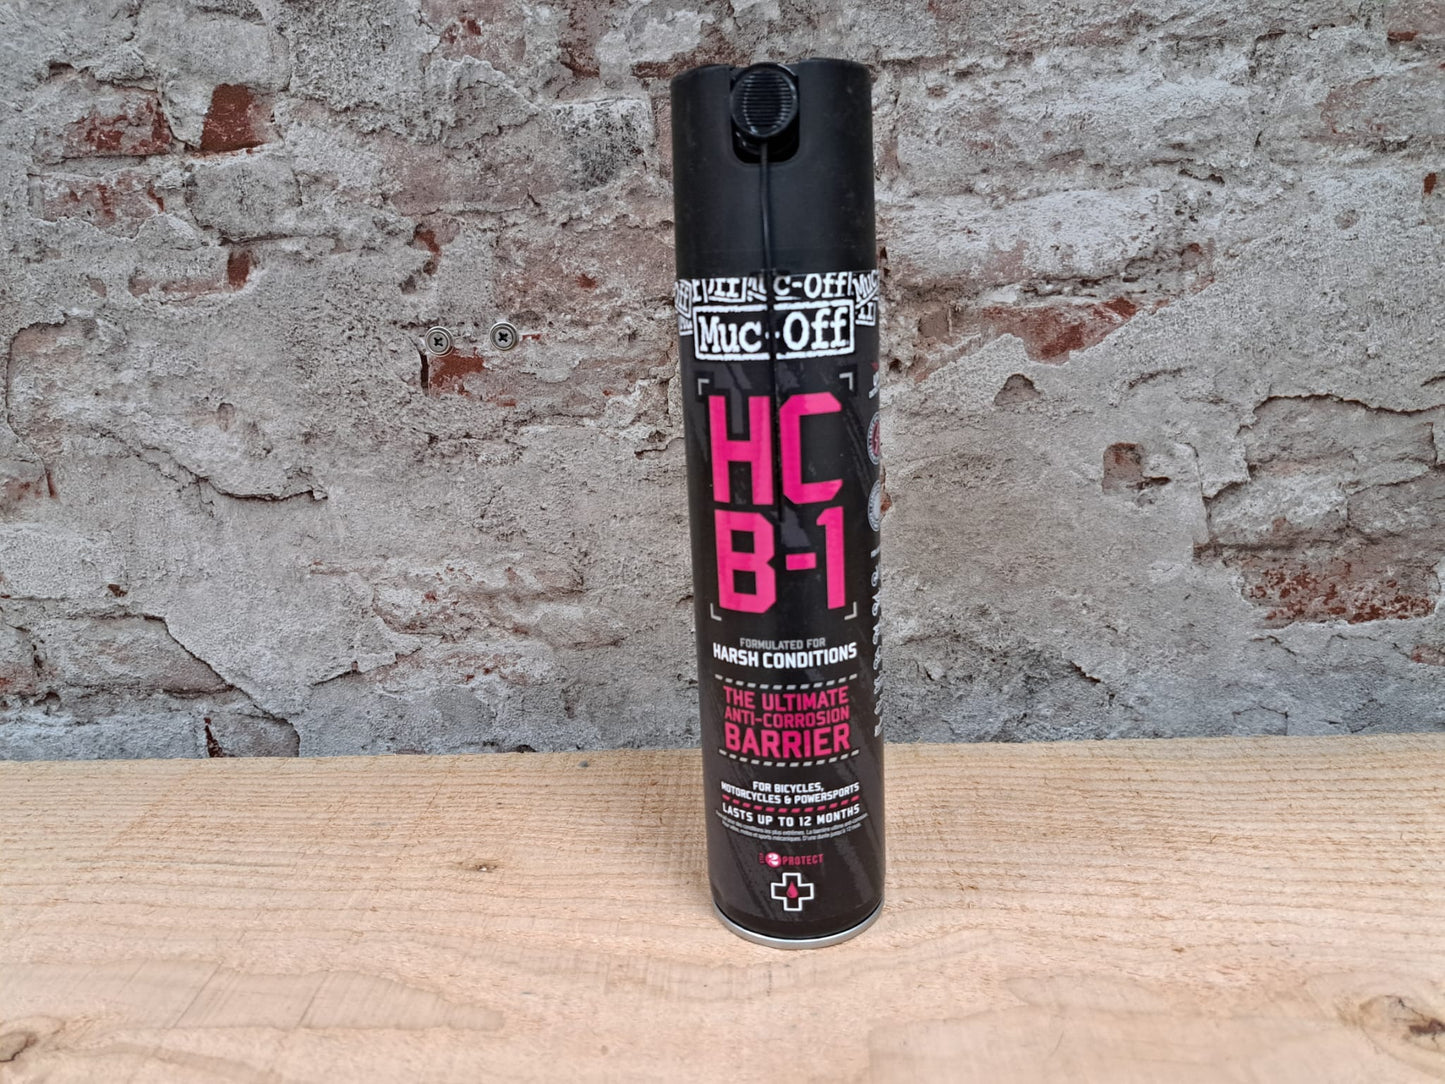 Muc-Off
Muc-Off
HC
B-1
FORMULATED FOR
HARSH CONDITIONS
THE ULTIMATE
ANTI-CORROSION
BARRIER
FOR BICYCLES,
MOTORCYCLES & POWERSPORTS
LASTS UP TO 12 MONTHS
PROTECT